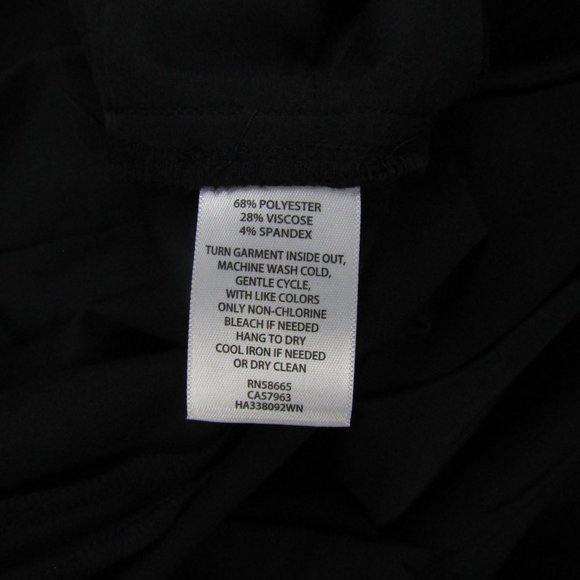 68% POLYESTER
28% VISCOSE
4% SPANDEX
TURN GARMENT INSIDE OUT,
MACHINE WASH COLD,
GENTLE CYCLE,
WITH LIKE COLORS
ONLY NON-CHLORINE
BLEACH IF NEEDED
HANG TO DRY
COOL IRON IF NEEDED
OR DRY CLEAN
RN58665
CA57963
HA338092WN